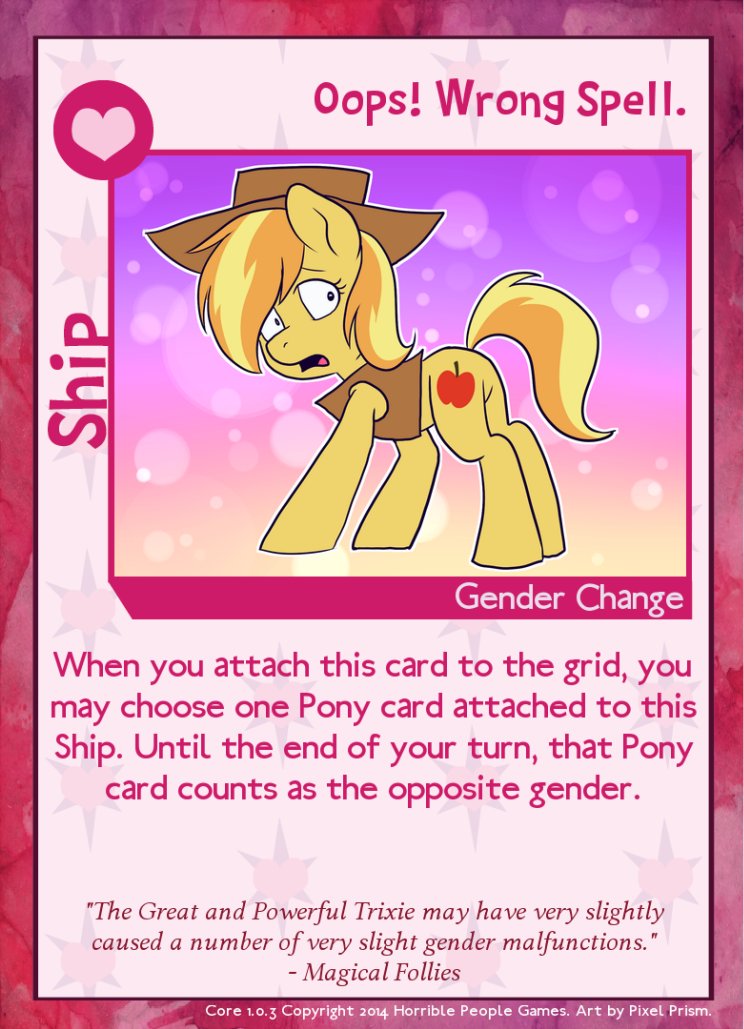 Oops! Wrong Spell.
Ship
Gender Change
When you attach this card to the grid, you
may choose one Pony card attached to this
Ship. Until the end of your turn, that Pony
card counts as the opposite gender.
"The Great and Powerful Trixie may have very slightly
caused a number of very slight gender malfunctions."
- Magical Follies
Core 1.0.3 Copyright 2014 Horrible People Games. Art by Pixel Prism.